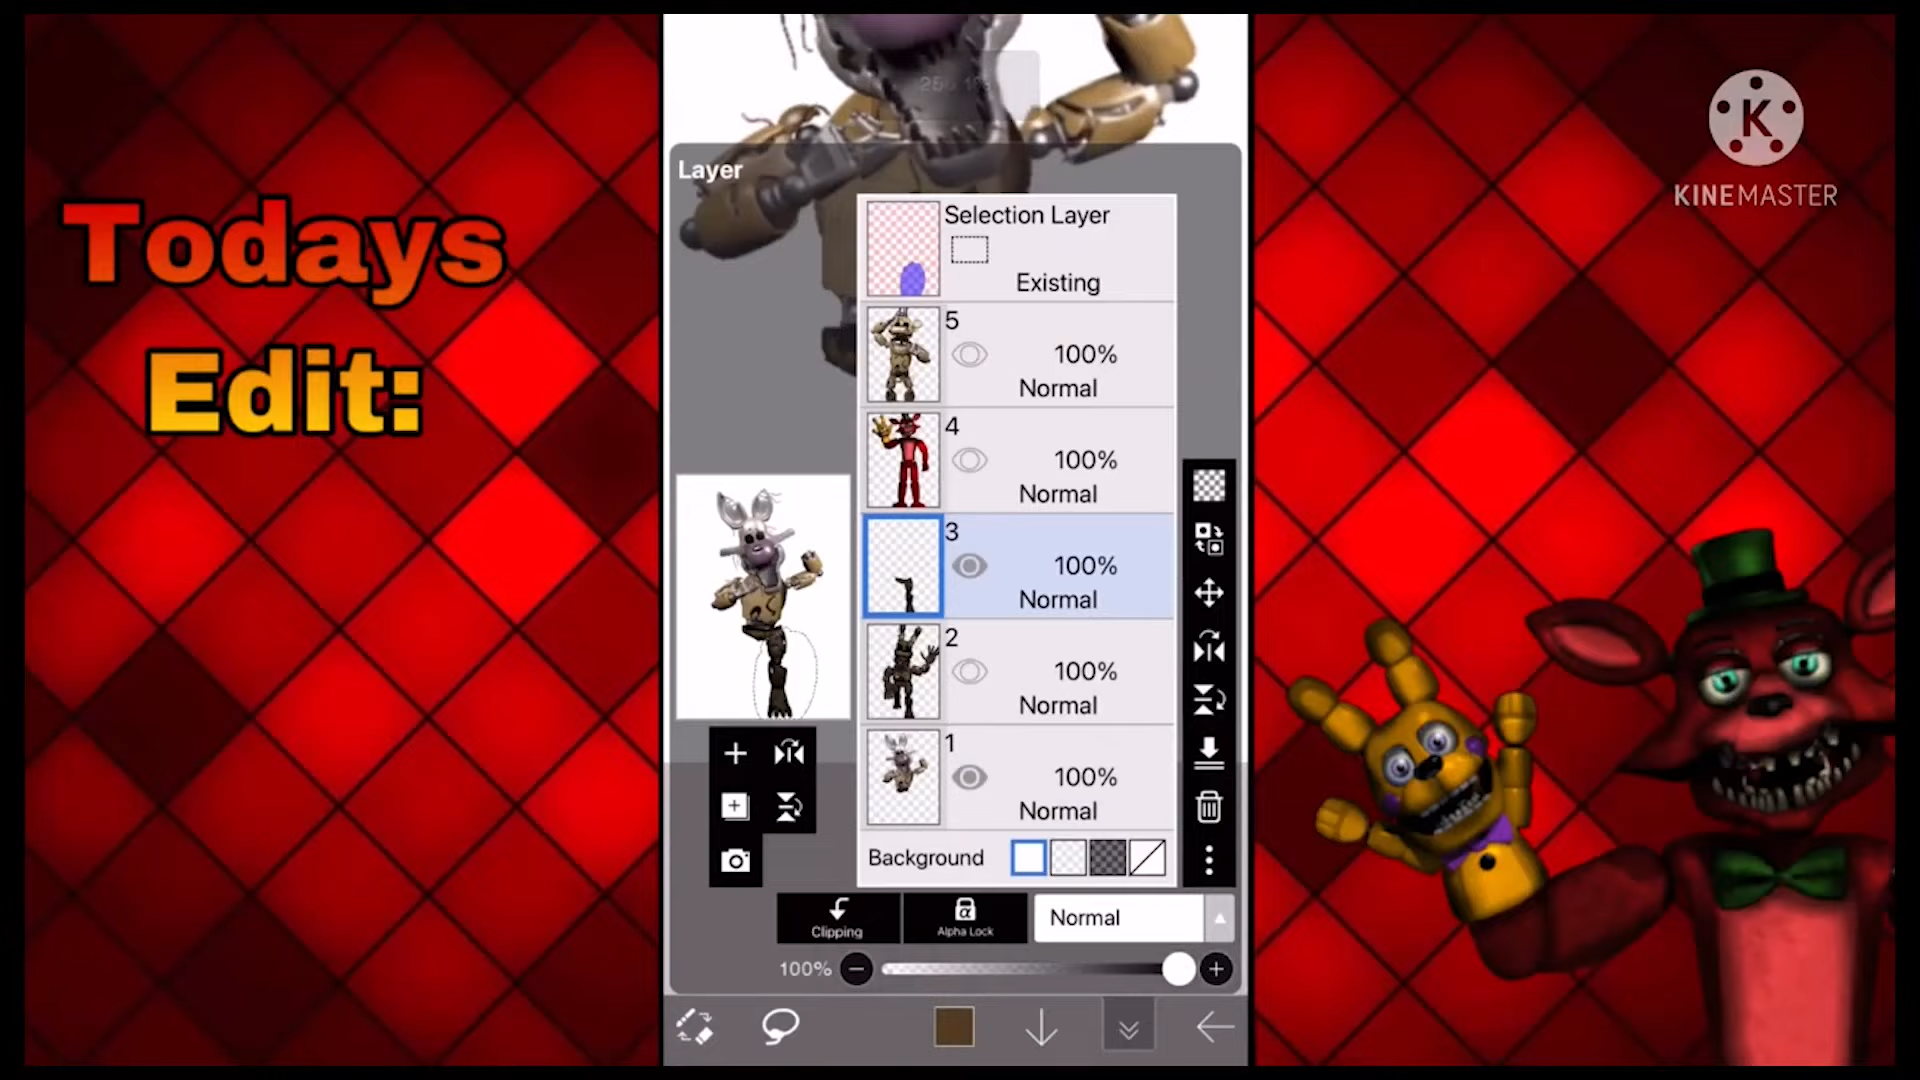 Todays
Edit:
K
KINEMASTER
Layer
Selection Layer
Existing
5
100%
Normal
4
100%
Normal
3
100%
Normal
2
100%
Normal
1
100%
Normal
Background
Clipping
α
Alpha Lock
Normal
100%